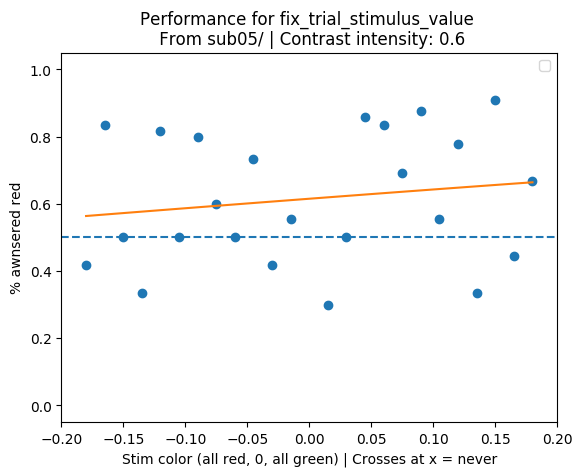 Performance for fix_trial_stimulus_value
From sub05/ | Contrast intensity: 0.6
1.0
0.8
0.6
0.4
0.2
0.0
% awnsered red
−0.20 −0.15 −0.10 −0.05 0.00 0.05 0.10 0.15 0.20
Stim color (all red, 0, all green) | Crosses at x = never